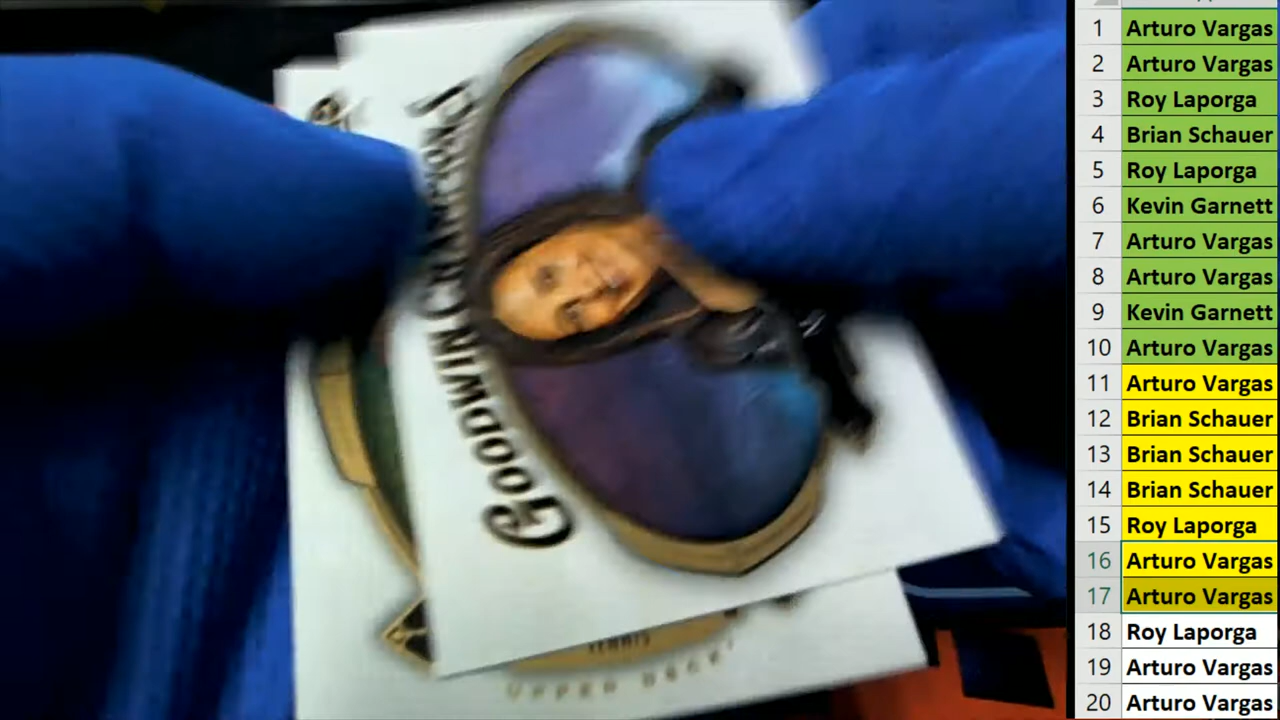 GOODWIN CHAMPIONS
TENNIS
UPPER DECK
1 Arturo Vargas
2 Arturo Vargas
3 Roy Laporga
4 Brian Schauer
5 Roy Laporga
6 Kevin Garnett
7 Arturo Vargas
8 Arturo Vargas
9 Kevin Garnett
10 Arturo Vargas
11 Arturo Vargas
12 Brian Schauer
13 Brian Schauer
14 Brian Schauer
15 Roy Laporga
16 Arturo Vargas
17 Arturo Vargas
18 Roy Laporga
19 Arturo Vargas
20 Arturo Vargas